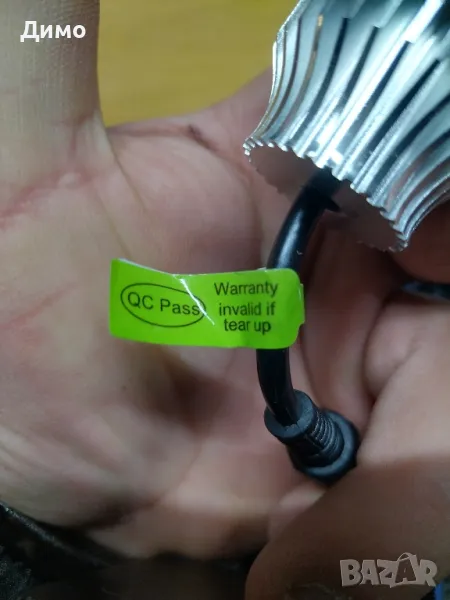 Димо
QC Pass
Warranty
invalid if
tear up
BAZAR